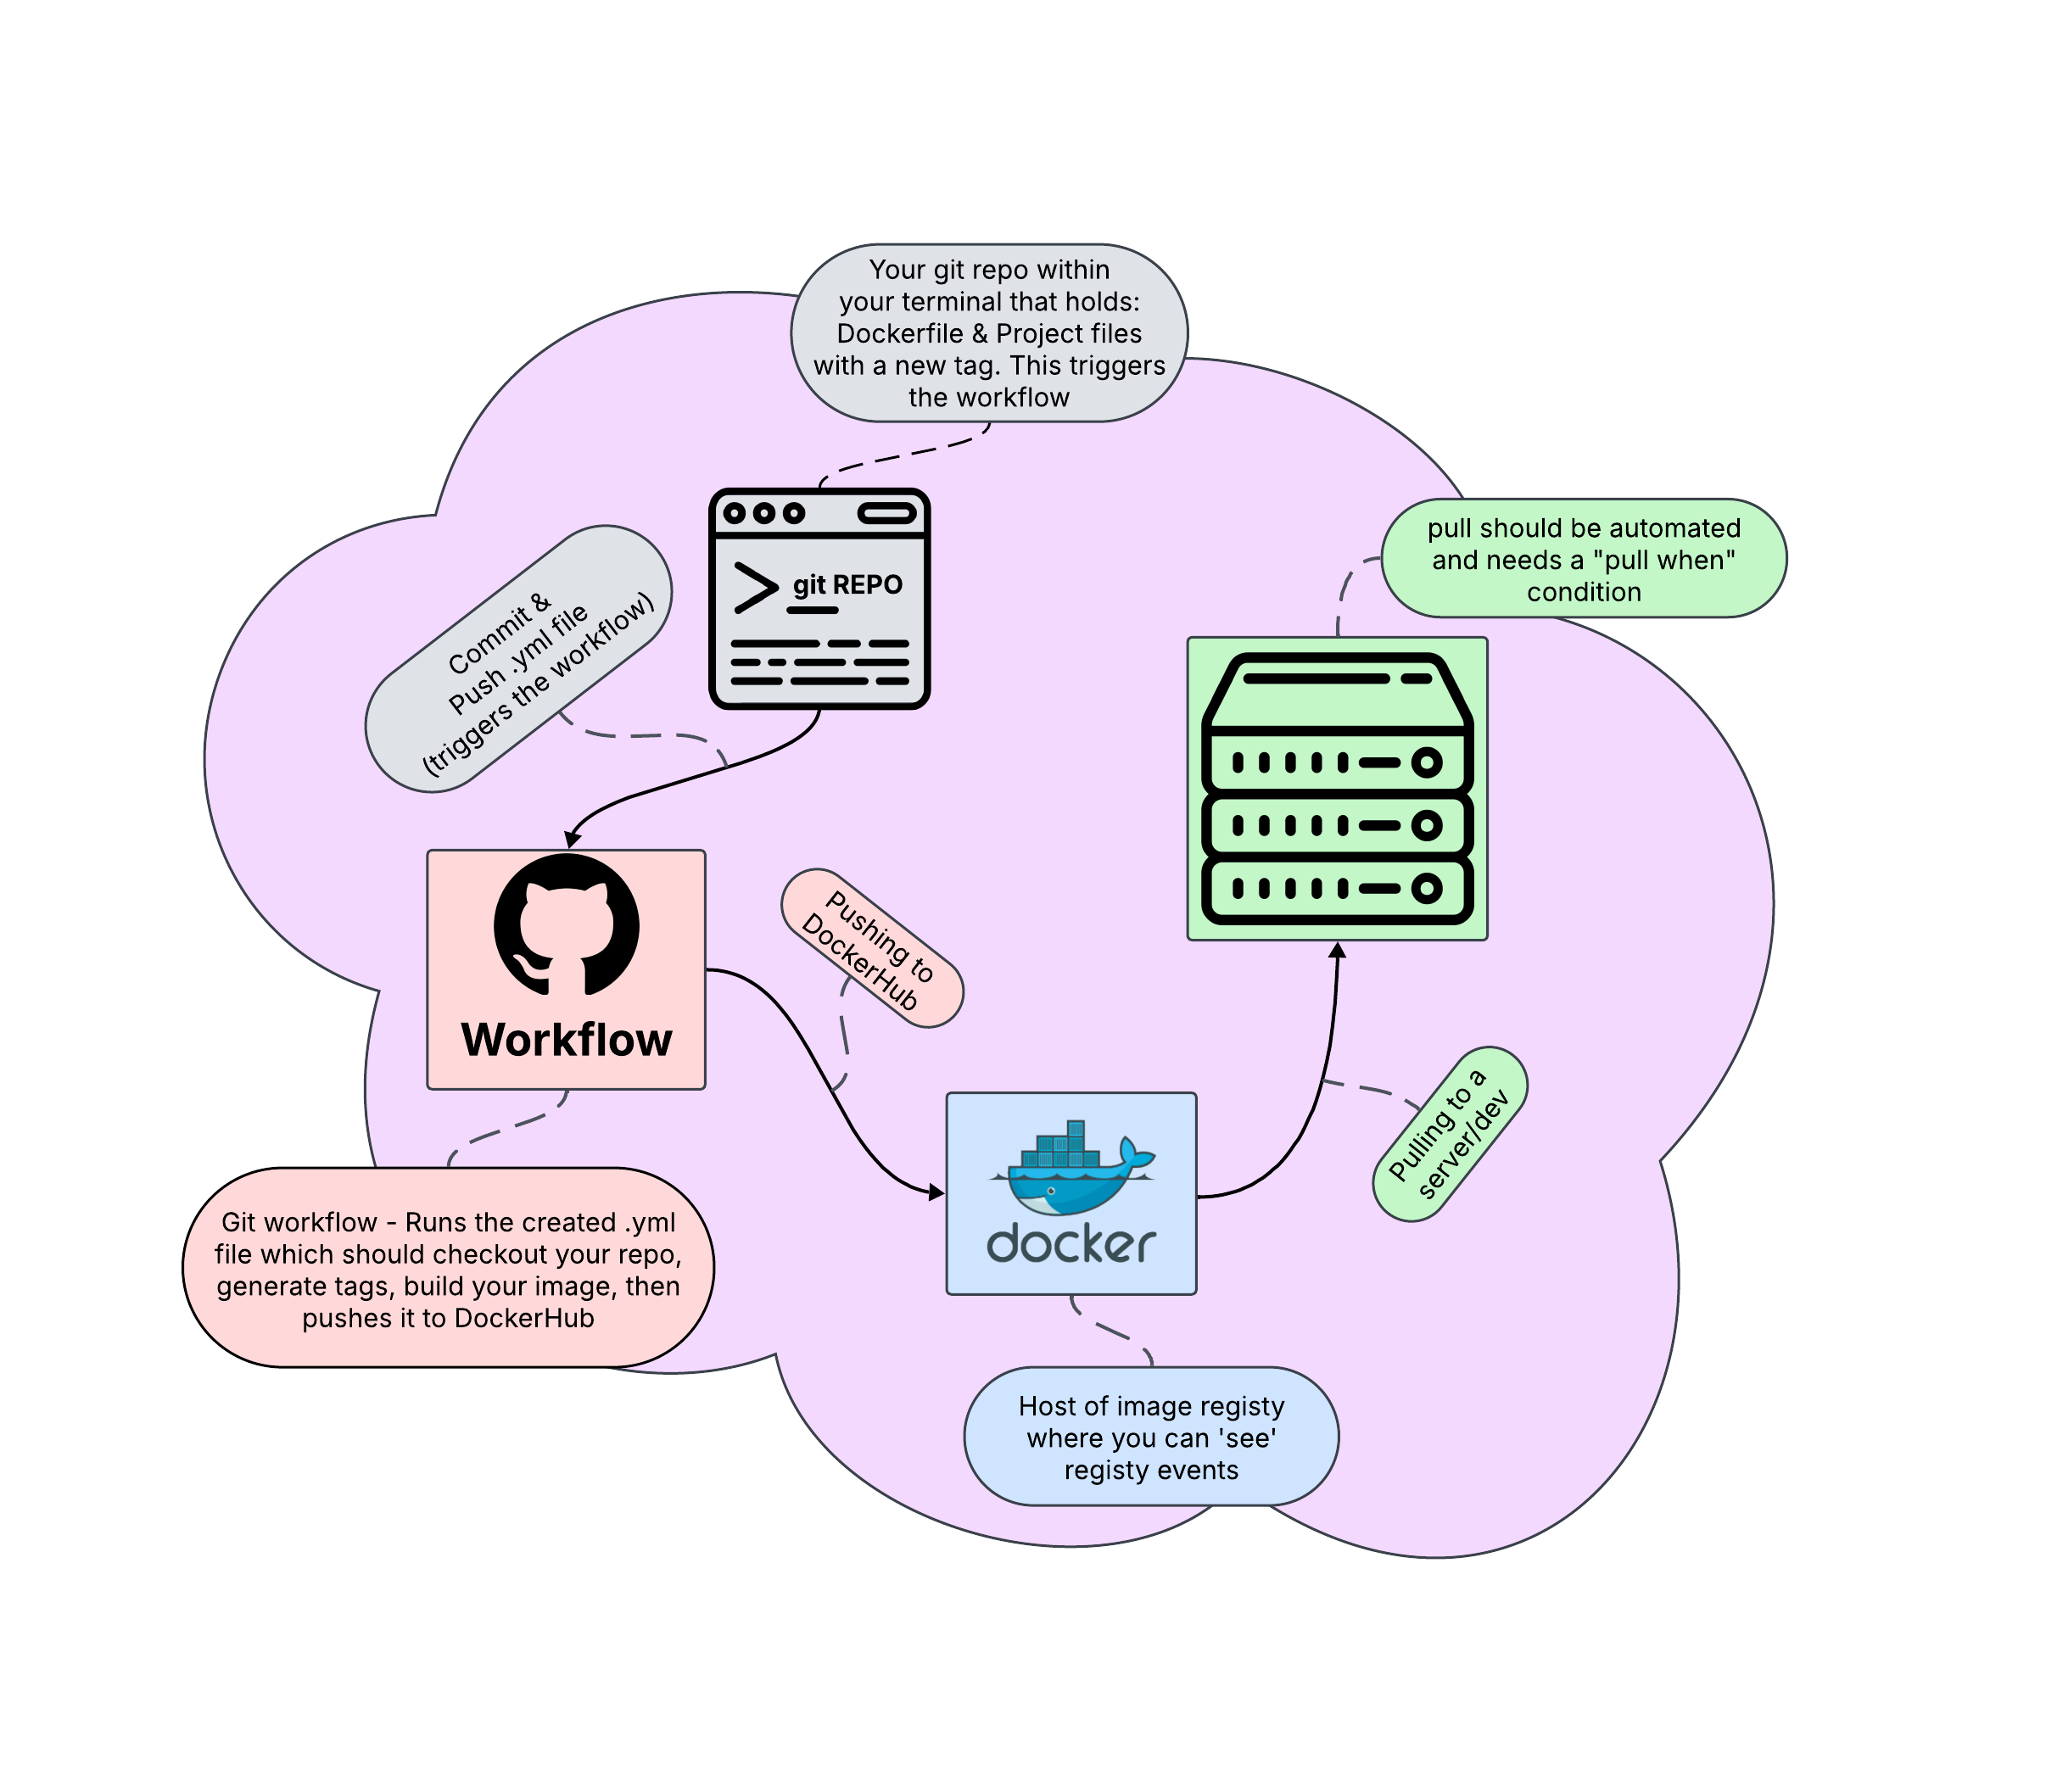 Your git repo within
your terminal that holds:
Dockerfile & Project files
with a new tag. This triggers
the workflow
git REPO
Commit &
Push .yml file
(triggers the workflow)
pull should be automated
and needs a "pull when"
condition
Workflow
Pushing to
DockerHub
Pulling to a
server/dev
docker
Git workflow - Runs the created .yml
file which should checkout your repo,
generate tags, build your image, then
pushes it to DockerHub
Host of image registy
where you can 'see'
registy events